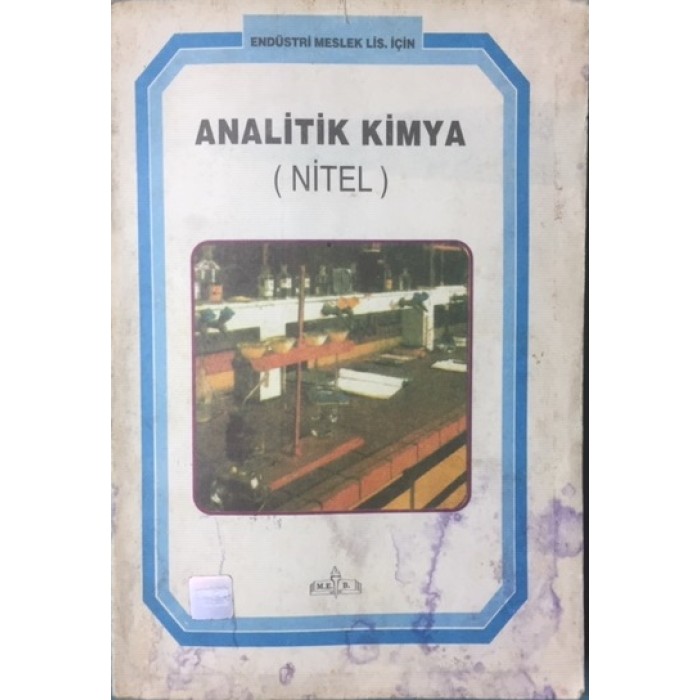 ENDÜSTRİ MESLEK LİS. İÇİN
ANALİTİK KİMYA
( NİTEL )
M.E. B.